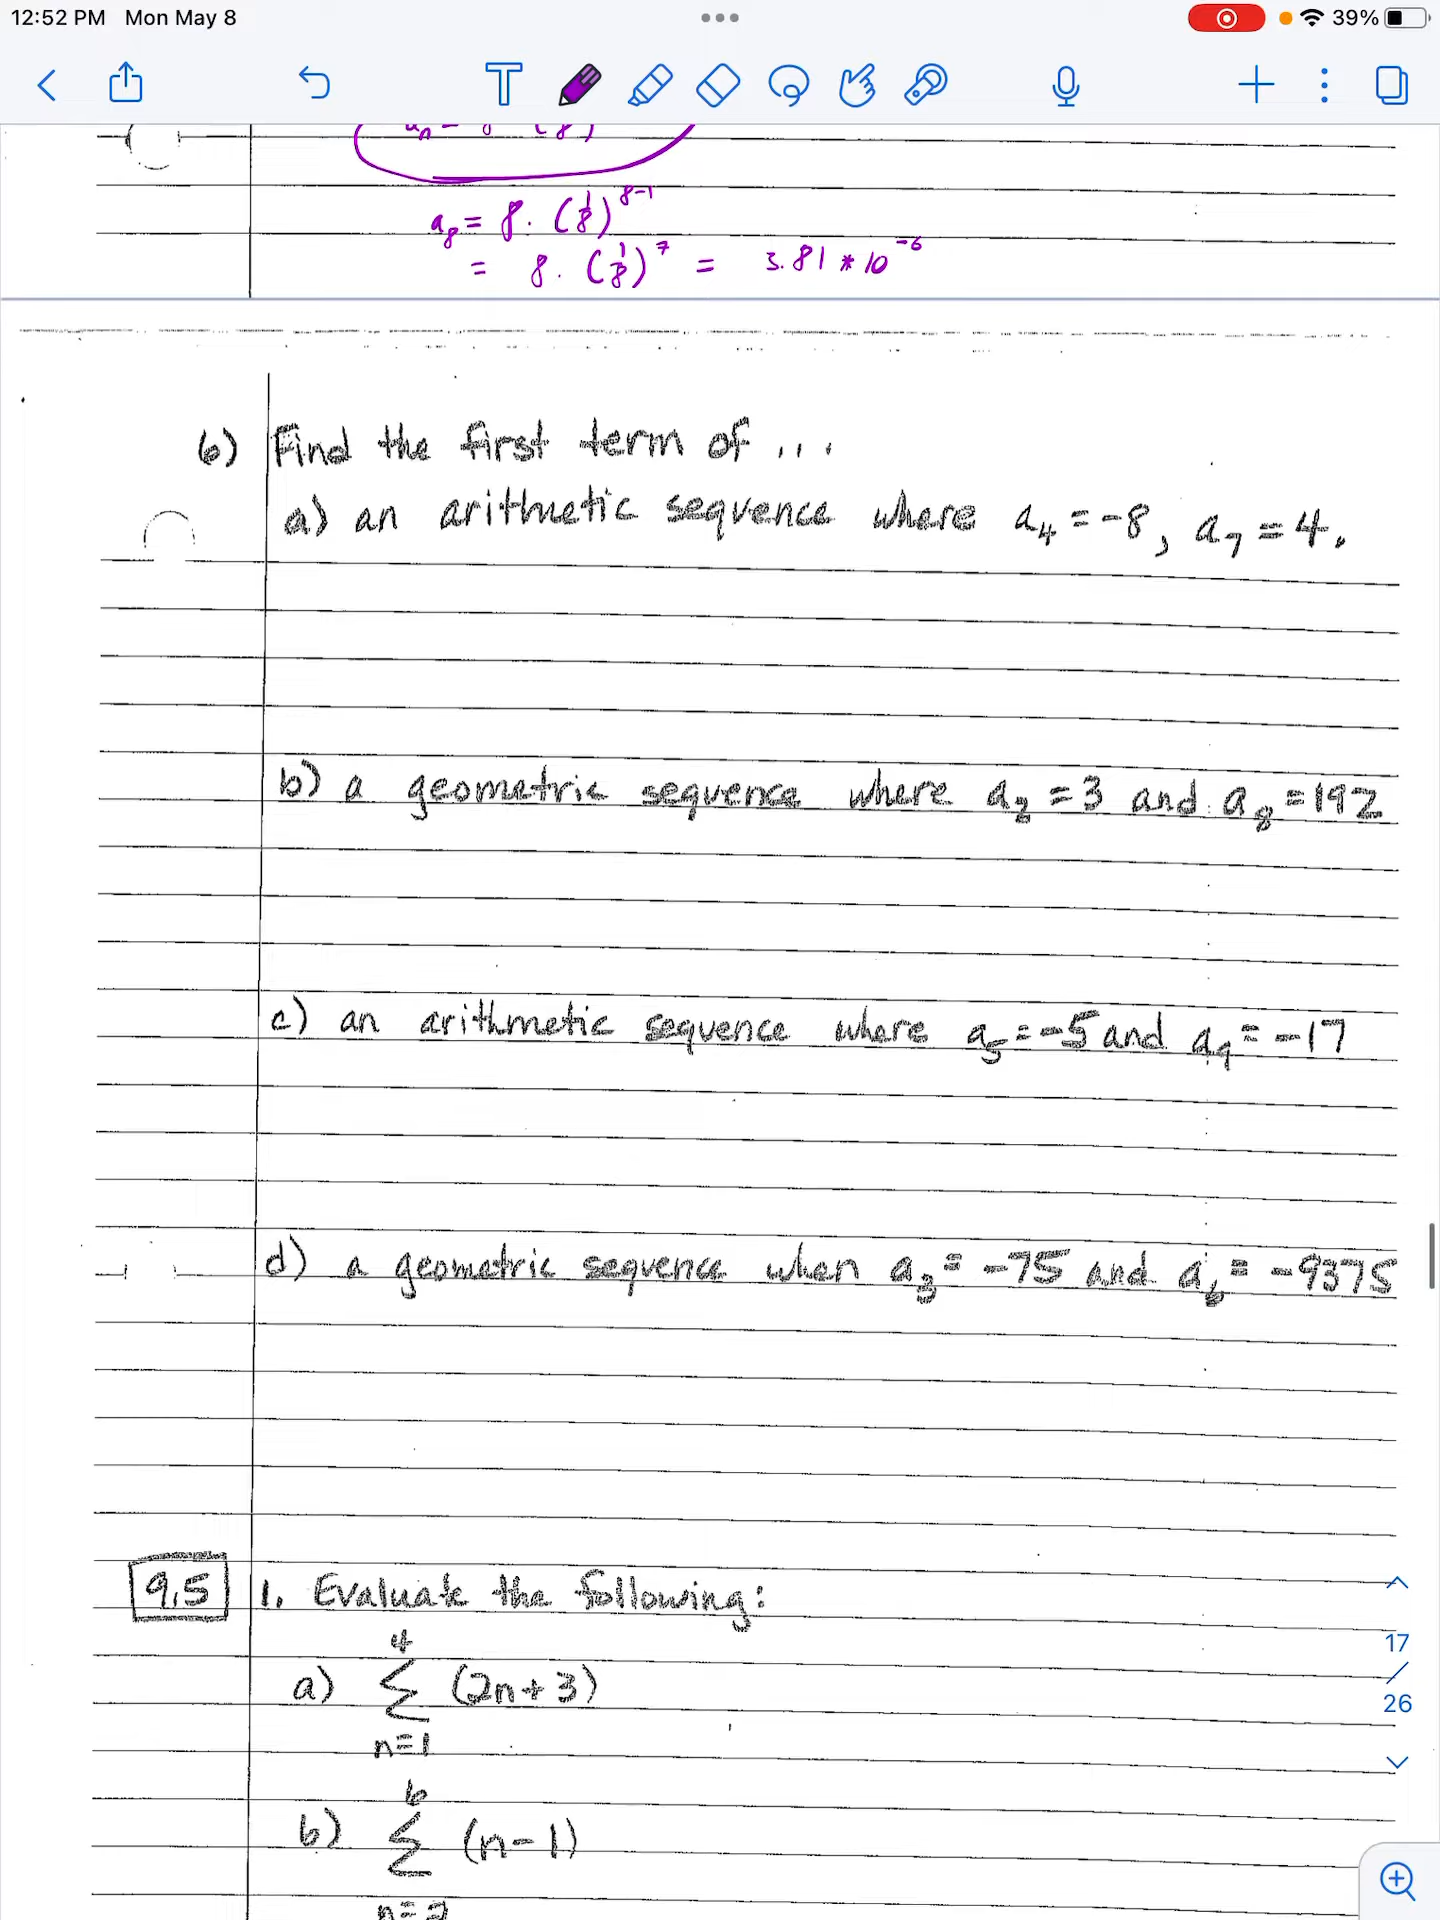 12:52 PM Mon May 8
39%
a₈ = 8 · (1/8)^8-1
= 8 · (1/8)^7 = 3.81 * 10^-6
6) Find the first term of ...
a) an arithmetic sequence where a₄ = -8, a₇ = 4.
b) a geometric sequence where a₂ = 3 and a₈ = 192
c) an arithmetic sequence where a₅ = -5 and a₉ = -17
d) a geometric sequence when a₃ = -75 and a₆ = -9375
9.5 1. Evaluate the following:
4
a) Σ (2n+3)
n=1
6
b) Σ (n-1)
n=2
17
/
26